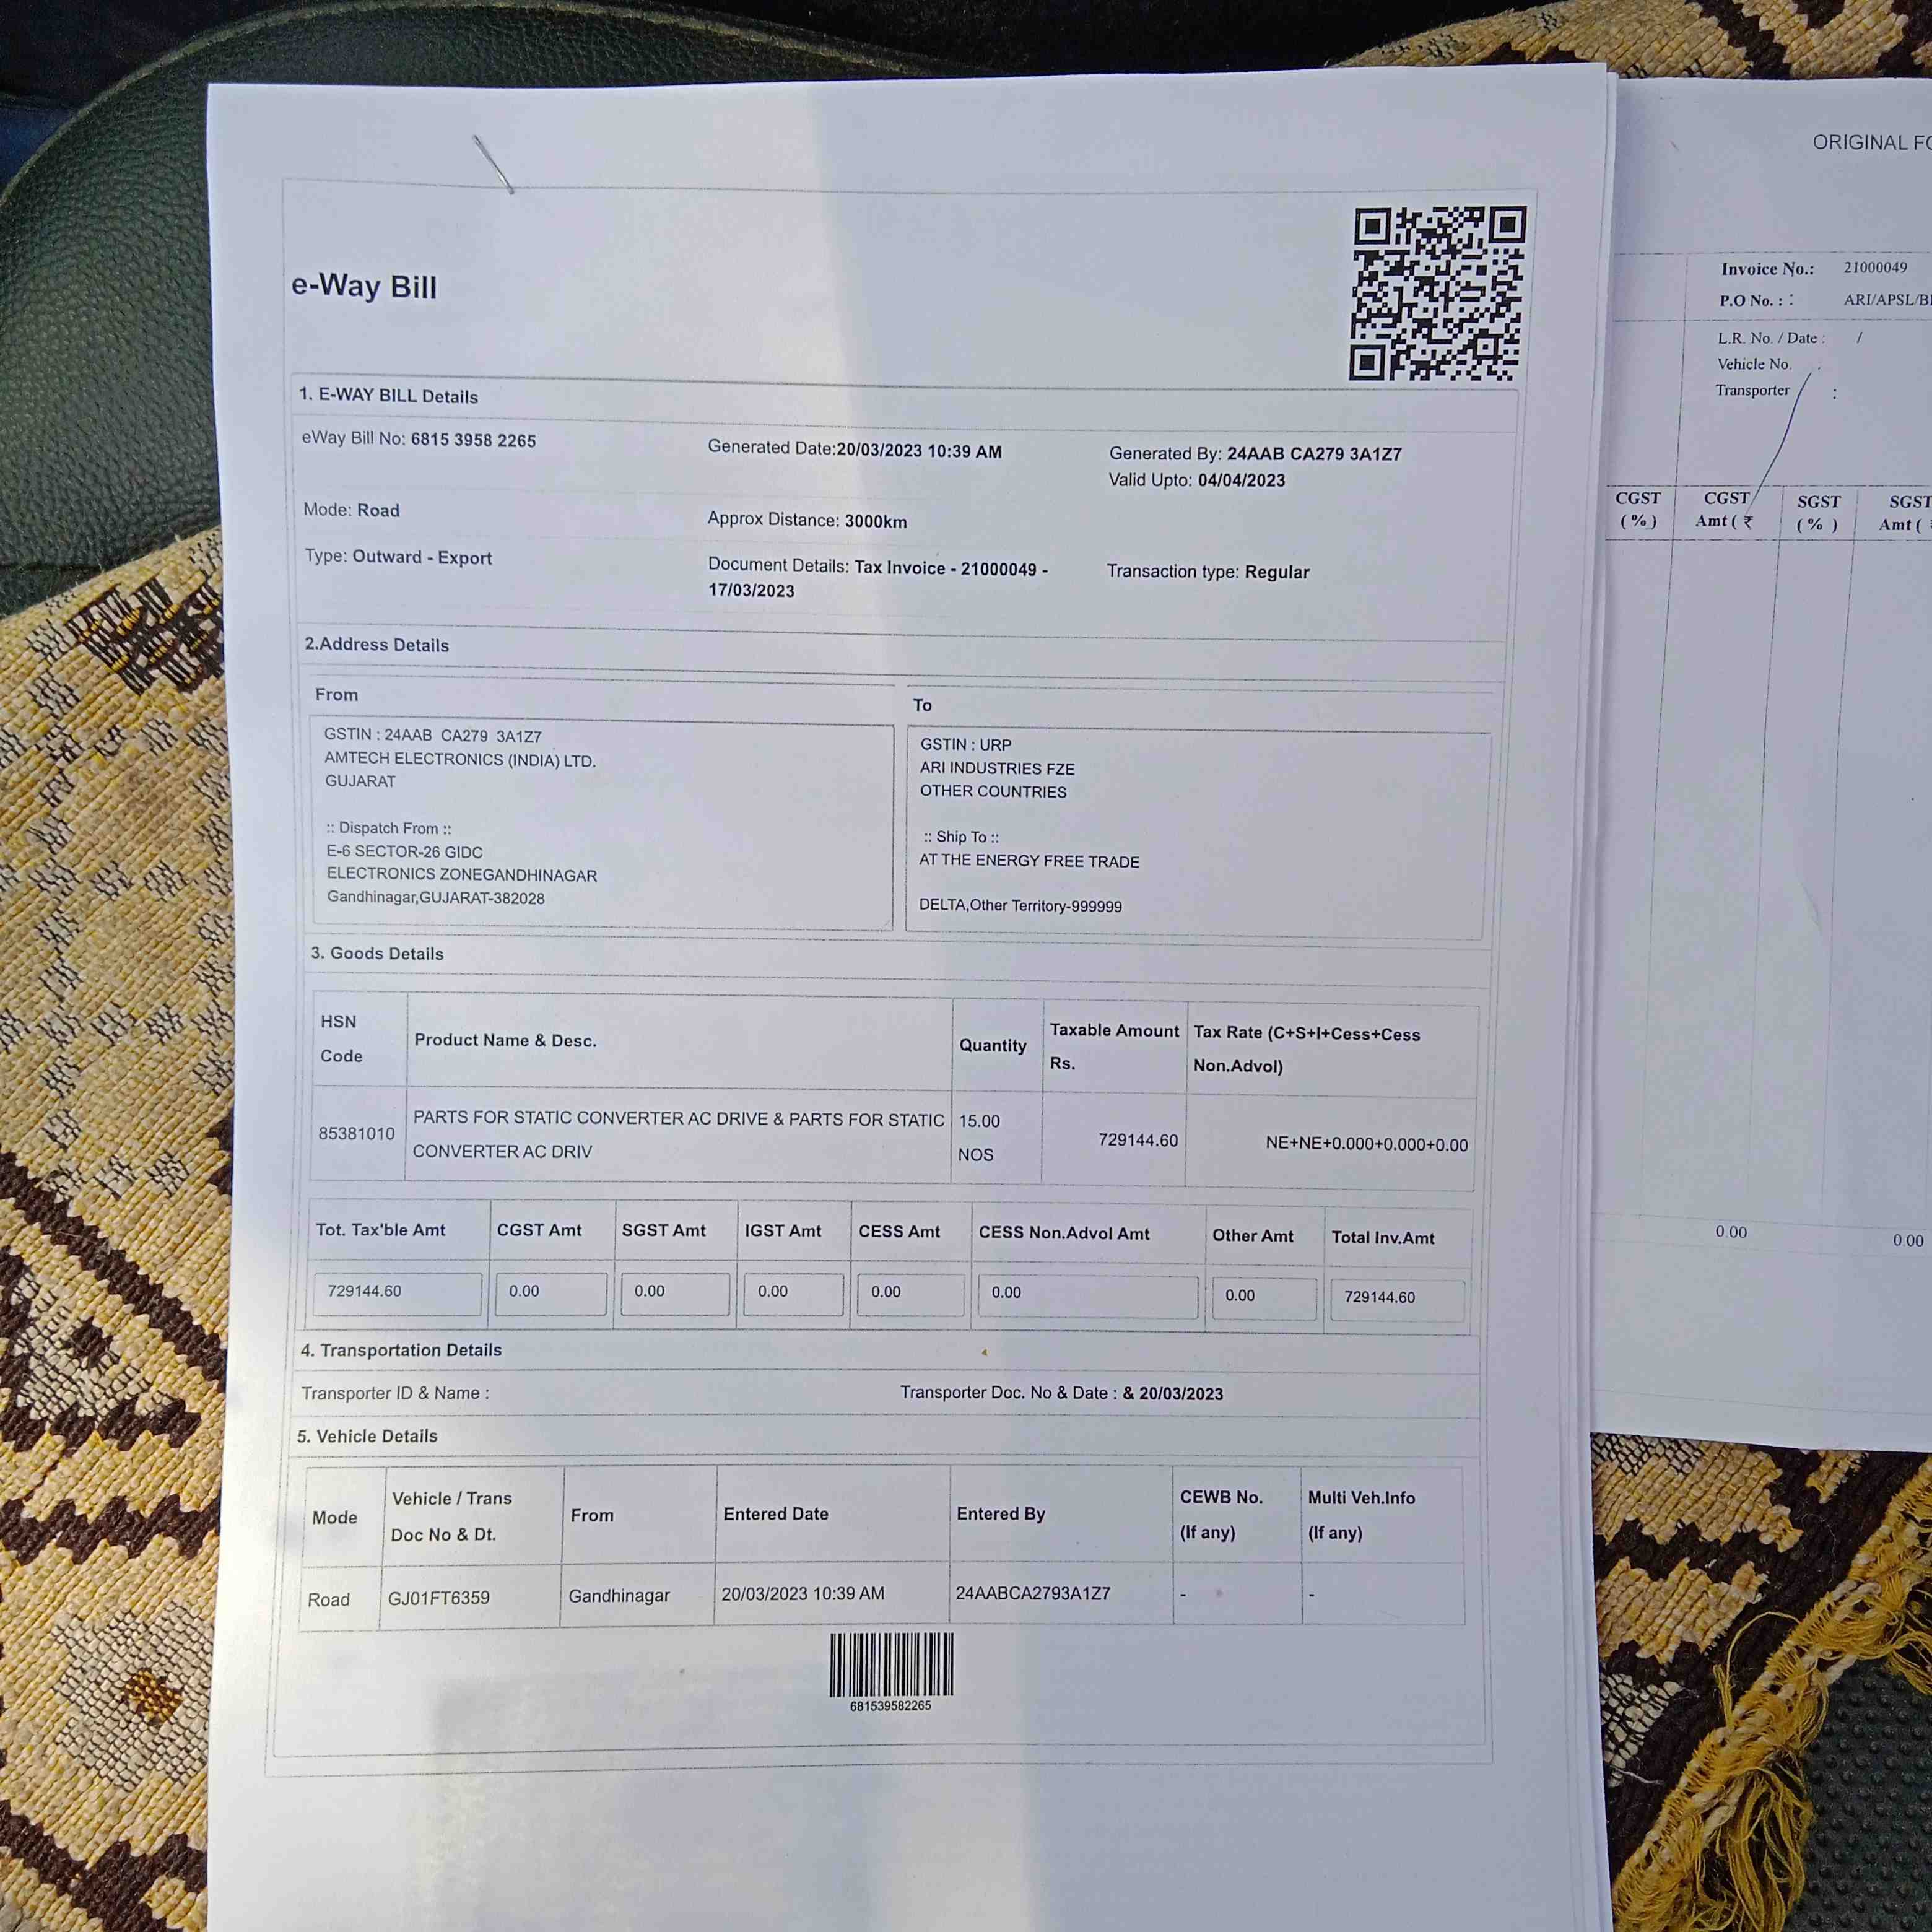 e-Way Bill
1. E-WAY BILL Details
eWay Bill No: 6815 3958 2265
Generated Date:20/03/2023 10:39 AM
Generated By: 24AAB CA279 3A1Z7
Valid Upto: 04/04/2023
Mode: Road
Approx Distance: 3000km
Type: Outward - Export
Document Details: Tax Invoice - 21000049 -
17/03/2023
Transaction type: Regular
2.Address Details
From
GSTIN : 24AAB CA279 3A1Z7
AMTECH ELECTRONICS (INDIA) LTD.
GUJARAT
:: Dispatch From ::
E-6 SECTOR-26 GIDC
ELECTRONICS ZONEGANDHINAGAR
Gandhinagar,GUJARAT-382028
To
GSTIN : URP
ARI INDUSTRIES FZE
OTHER COUNTRIES
:: Ship To ::
AT THE ENERGY FREE TRADE
DELTA,Other Territory-999999
3. Goods Details
HSN
Code
Product Name & Desc.
Quantity
Taxable Amount
Rs.
Tax Rate (C+S+I+Cess+Cess
Non.Advol)
85381010
PARTS FOR STATIC CONVERTER AC DRIVE & PARTS FOR STATIC
CONVERTER AC DRIV
15.00
NOS
729144.60
NE+NE+0.000+0.000+0.00
Tot. Tax'ble Amt
CGST Amt
SGST Amt
IGST Amt
CESS Amt
CESS Non.Advol Amt
Other Amt
Total Inv.Amt
729144.60
0.00
0.00
0.00
0.00
0.00
0.00
729144.60
4. Transportation Details
Transporter ID & Name :
Transporter Doc. No & Date : & 20/03/2023
5. Vehicle Details
Mode
Vehicle / Trans
Doc No & Dt.
From
Entered Date
Entered By
CEWB No.
(If any)
Multi Veh.Info
(If any)
Road
GJ01FT6359
Gandhinagar
20/03/2023 10:39 AM
24AABCA2793A1Z7
-
-
681539582265
ORIGINAL
Invoice No.: 21000049
P.O No. : : ARI/APSL/
L.R. No. / Date : /
Vehicle No. :
Transporter :
CGST
(%)
CGST
Amt ( ₹
SGST
(%)
SGST
Amt (
0.00
0.00